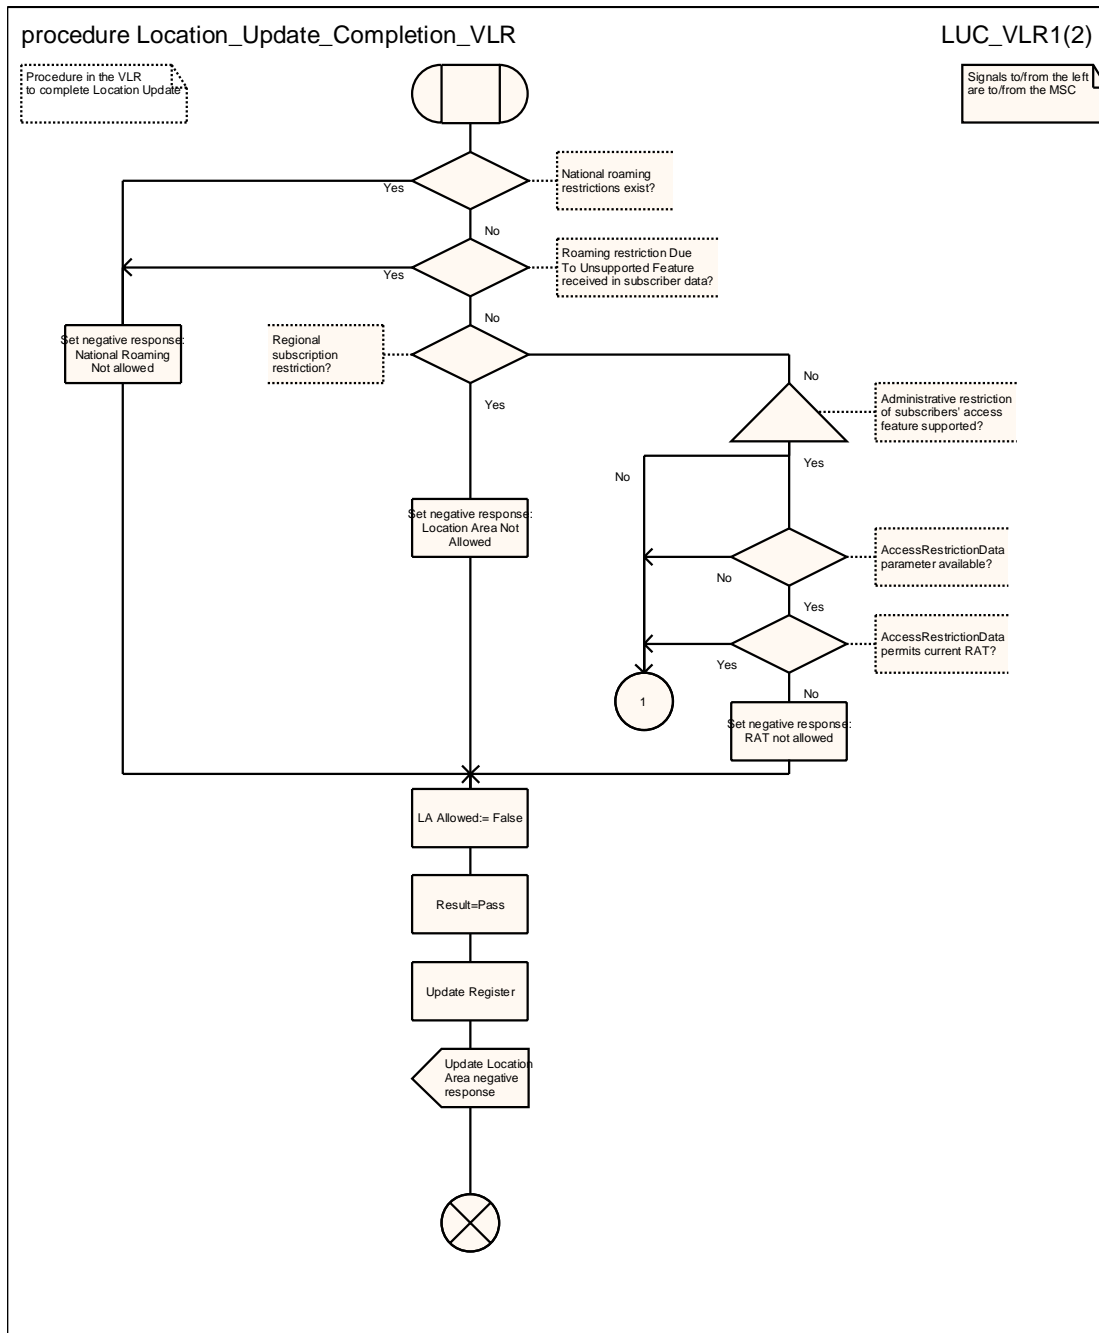 procedure Location_Update_Completion_VLR
LUC_VLR1(2)
Procedure in the VLR
to complete Location Update
Signals to/from the left
are to/from the MSC
National roaming
restrictions exist?
Yes
No
Roaming restriction Due
To Unsupported Feature
received in subscriber data?
Yes
No
Set negative response:
National Roaming
Not allowed
Regional
subscription
restriction?
No
Yes
Administrative restriction
of subscribers' access
feature supported?
Yes
No
Set negative response:
Location Area Not
Allowed
AccessRestrictionData
parameter available?
No
Yes
AccessRestrictionData
permits current RAT?
Yes
No
1
Set negative response:
RAT not allowed
LA Allowed:= False
Result=Pass
Update Register
Update Location
Area negative
response